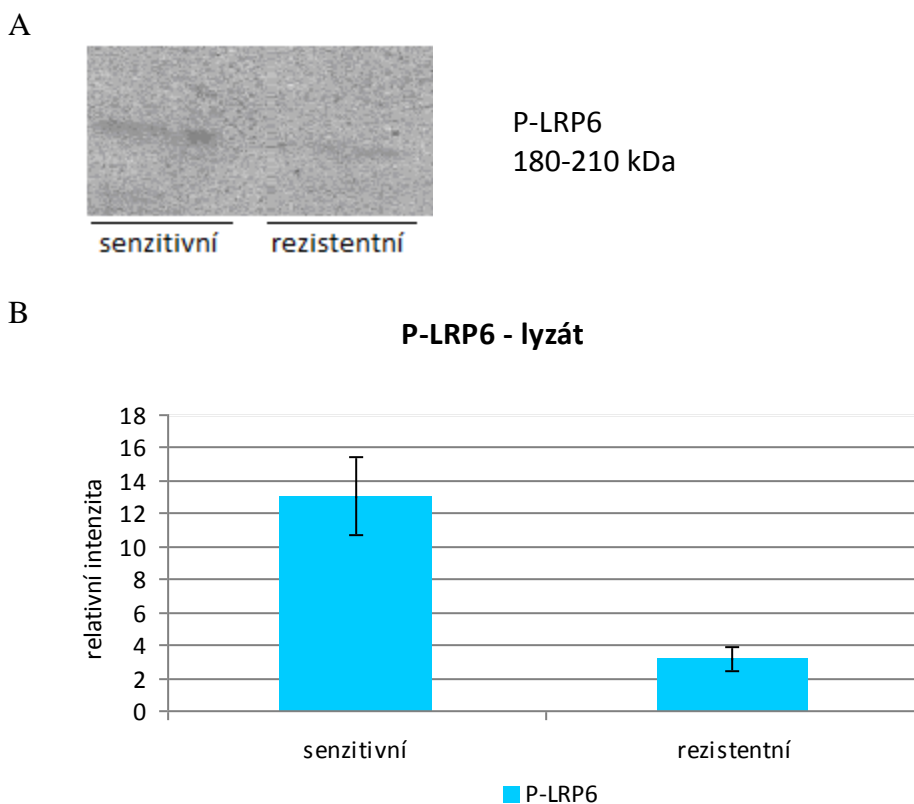 A
P-LRP6
180-210 kDa
senzitivní rezistentní
B
P-LRP6 - lyzát
relativní intenzita
18
16
14
12
10
8
6
4
2
0
senzitivní rezistentní
P-LRP6